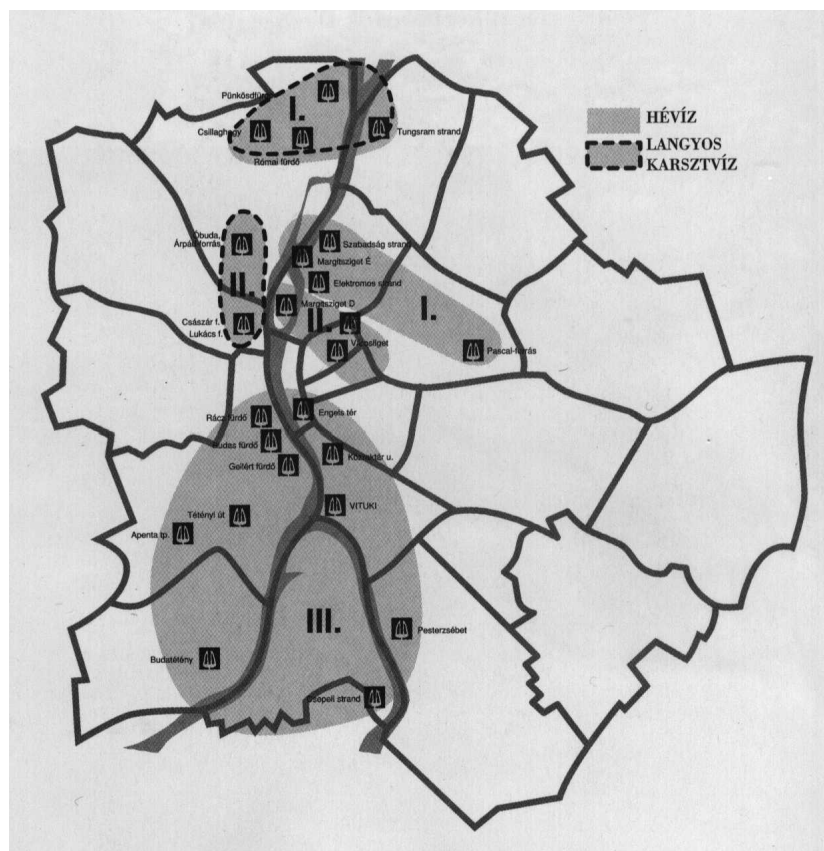 Pünkösdfürdő
I.
Csillaghegy
Tungsram strand
Római fürdő
HÉVÍZ
LANGYOS
KARSZTVÍZ
Óbuda,
Árpád forrás
II.
Császár f.
Lukács f.
Szabadság strand
Margitsziget É
Elektromos strand
Margitsziget D
I.
II.
Városliget
Pascal-forrás
Rácz fürdő
Engels tér
Rudas fürdő
Gellért fürdő
Közraktár u.
Tétényi út
VITUKI
Apenta tp.
III.
Pesterzsébet
Budatétény
Csepeli strand